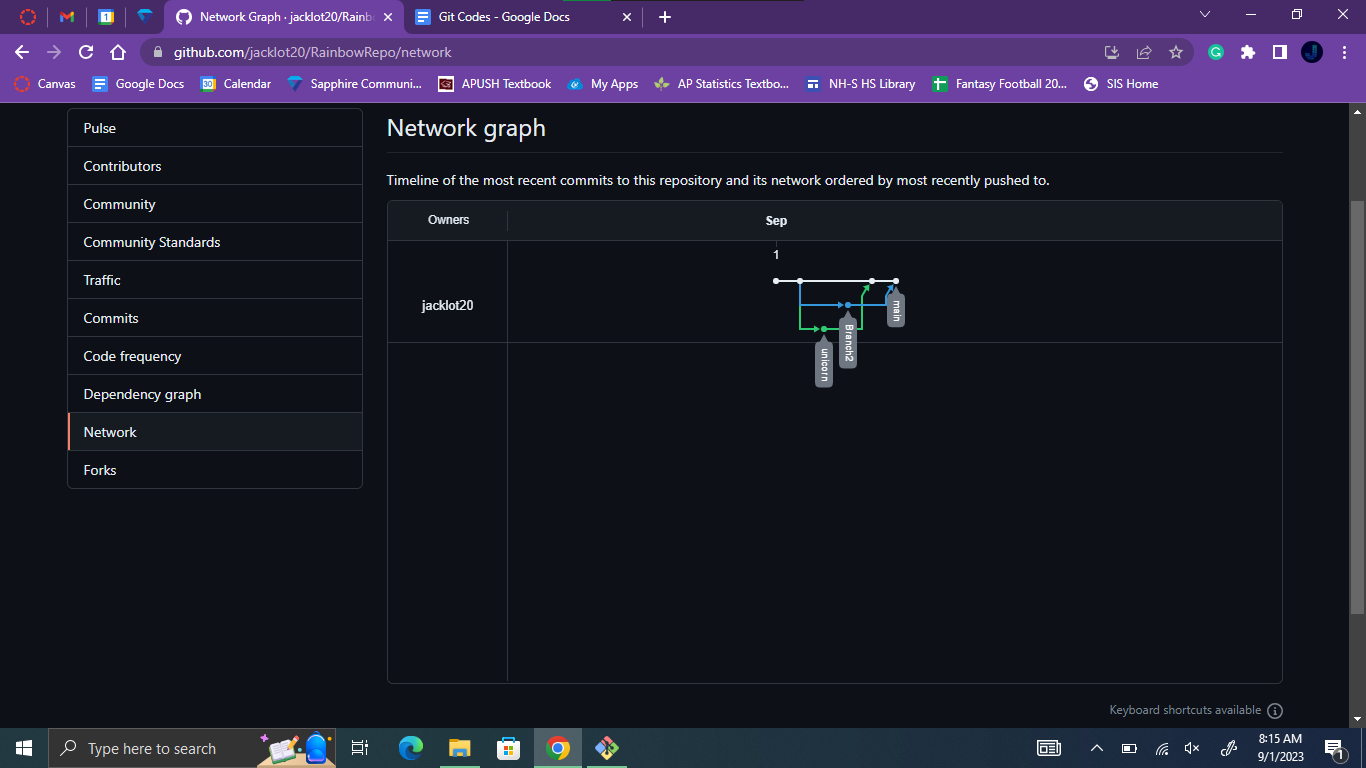 Network Graph · jacklot20/Rainb
Git Codes - Google Docs
github.com/jacklot20/RainbowRepo/network
Canvas
Google Docs
Calendar
Sapphire Communi...
APUSH Textbook
My Apps
AP Statistics Textbo...
NH-S HS Library
Fantasy Football 20...
SIS Home
Pulse
Contributors
Community
Community Standards
Traffic
Commits
Code frequency
Dependency graph
Network
Forks
Network graph
Timeline of the most recent commits to this repository and its network ordered by most recently pushed to.
Owners
Sep
1
jacklot20
main
Branch2
unicorn
Keyboard shortcuts available
Type here to search
8:15 AM
9/1/2023
1